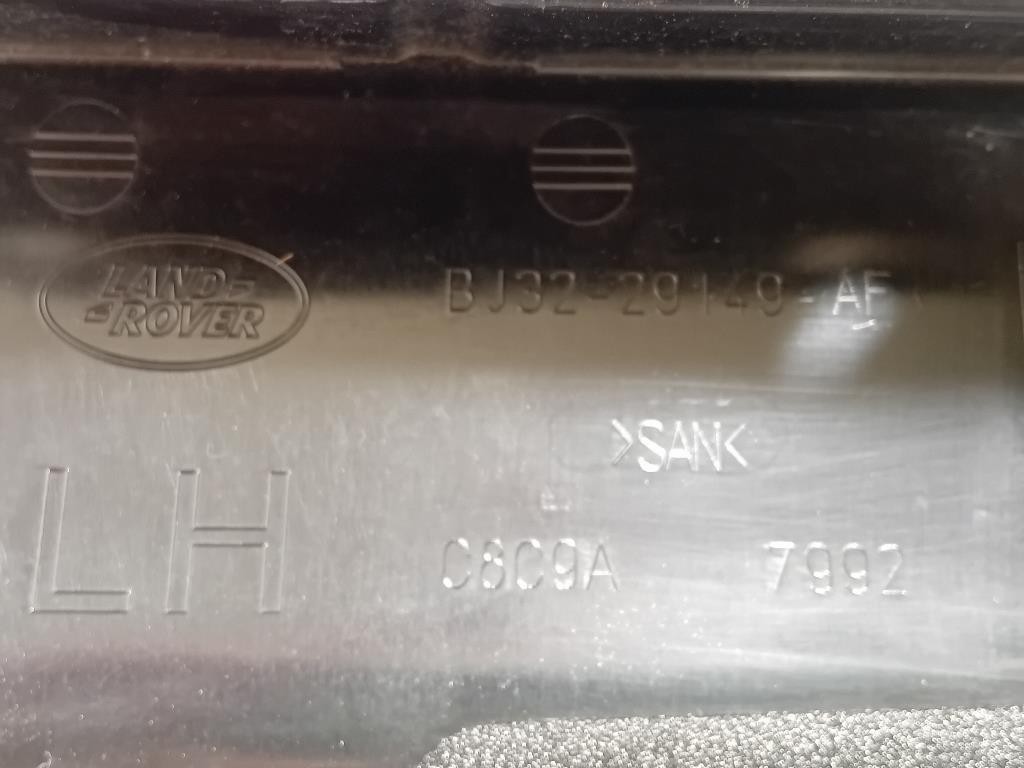 LAND-
-ROVER
BJ32-29149-AF
>SAN<
LH
C8C9A 7992